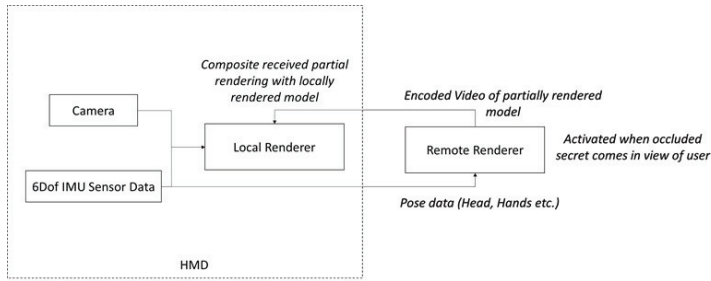 Composite received partial
rendering with locally
rendered model
Encoded Video of partially rendered
model
Camera
Local Renderer
Remote Renderer
Activated when occluded
secret comes in view of user
6Dof IMU Sensor Data
Pose data (Head, Hands etc.)
HMD